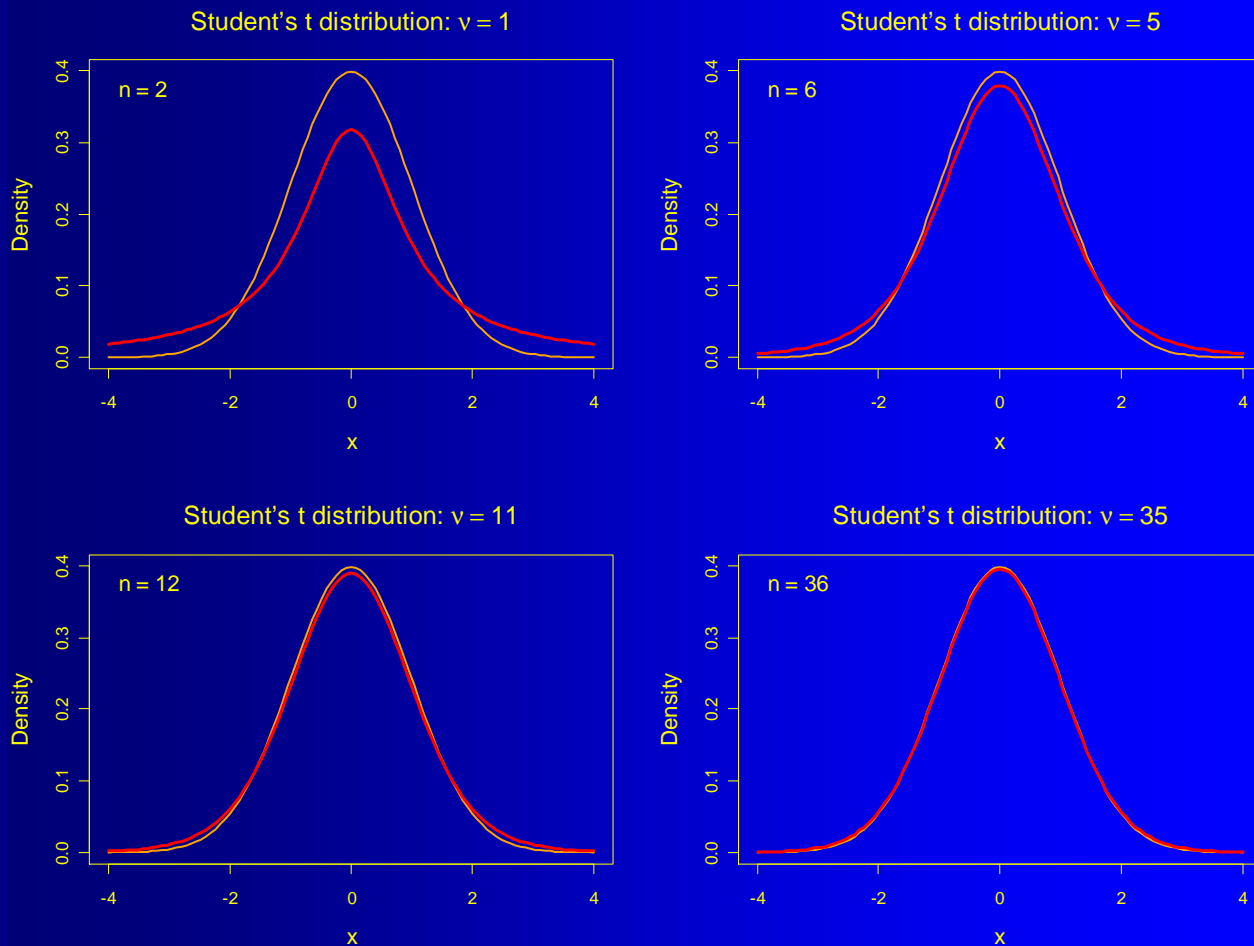 Student's t distribution: ν = 1
n = 2
Density
0.0
0.1
0.2
0.3
0.4
-4 -2 0 2 4
x
Student's t distribution: ν = 5
n = 6
Density
0.0
0.1
0.2
0.3
0.4
-4 -2 0 2 4
x
Student's t distribution: ν = 11
n = 12
Density
0.0
0.1
0.2
0.3
0.4
-4 -2 0 2 4
x
Student's t distribution: ν = 35
n = 36
Density
0.0
0.1
0.2
0.3
0.4
-4 -2 0 2 4
x